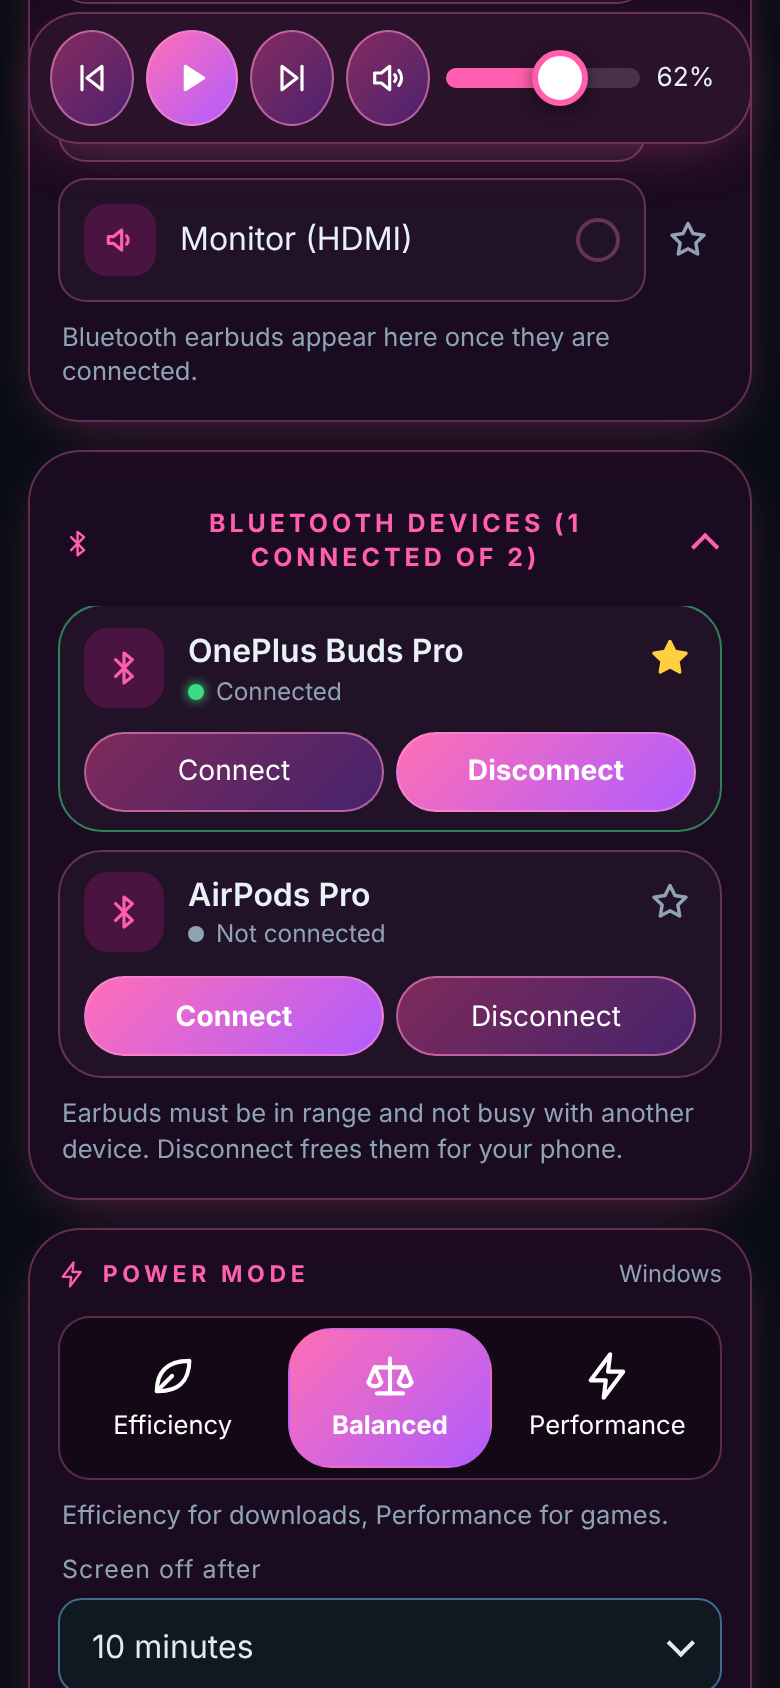 62%
Monitor (HDMI)
Bluetooth earbuds appear here once they are
connected.
BLUETOOTH DEVICES (1
CONNECTED OF 2)
OnePlus Buds Pro
Connected
Connect
Disconnect
AirPods Pro
Not connected
Connect
Disconnect
Earbuds must be in range and not busy with another
device. Disconnect frees them for your phone.
POWER MODE
Windows
Efficiency
Balanced
Performance
Efficiency for downloads, Performance for games.
Screen off after
10 minutes